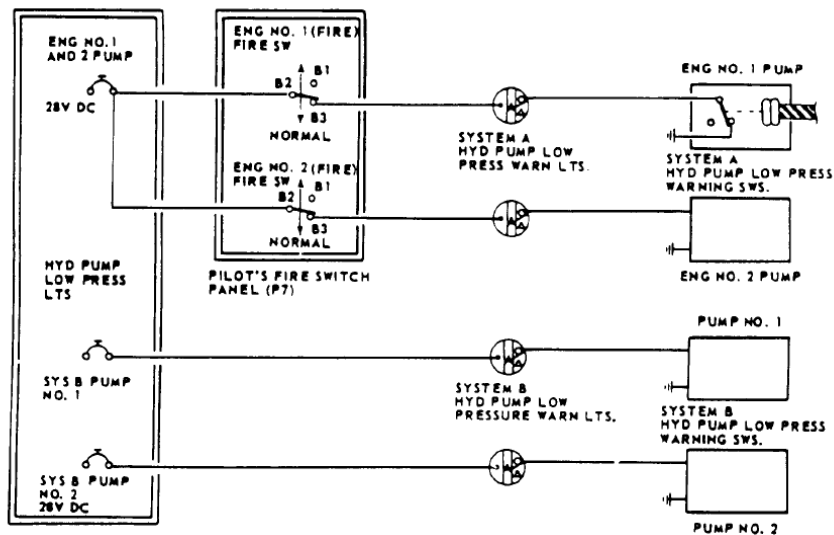 ENG NO.1
AND 2 PUMP
28V DC
HYD PUMP
LOW PRESS
LTS
SYS B PUMP
NO. 1
SYS B PUMP
NO. 2
28V DC
ENG NO. 1 (FIRE)
FIRE SW
B1
B2
B3
NORMAL
ENG NO. 2 (FIRE)
FIRE SW
B1
B2
B3
NORMAL
PILOT'S FIRE SWITCH
PANEL (P7)
SYSTEM A
HYD PUMP LOW
PRESS WARN LTS.
SYSTEM B
HYD PUMP LOW
PRESSURE WARN LTS.
ENG NO. 1 PUMP
SYSTEM A
HYD PUMP LOW PRESS
WARNING SWS.
ENG NO. 2 PUMP
PUMP NO. 1
SYSTEM B
HYD PUMP LOW PRESS
WARNING SWS.
PUMP NO. 2